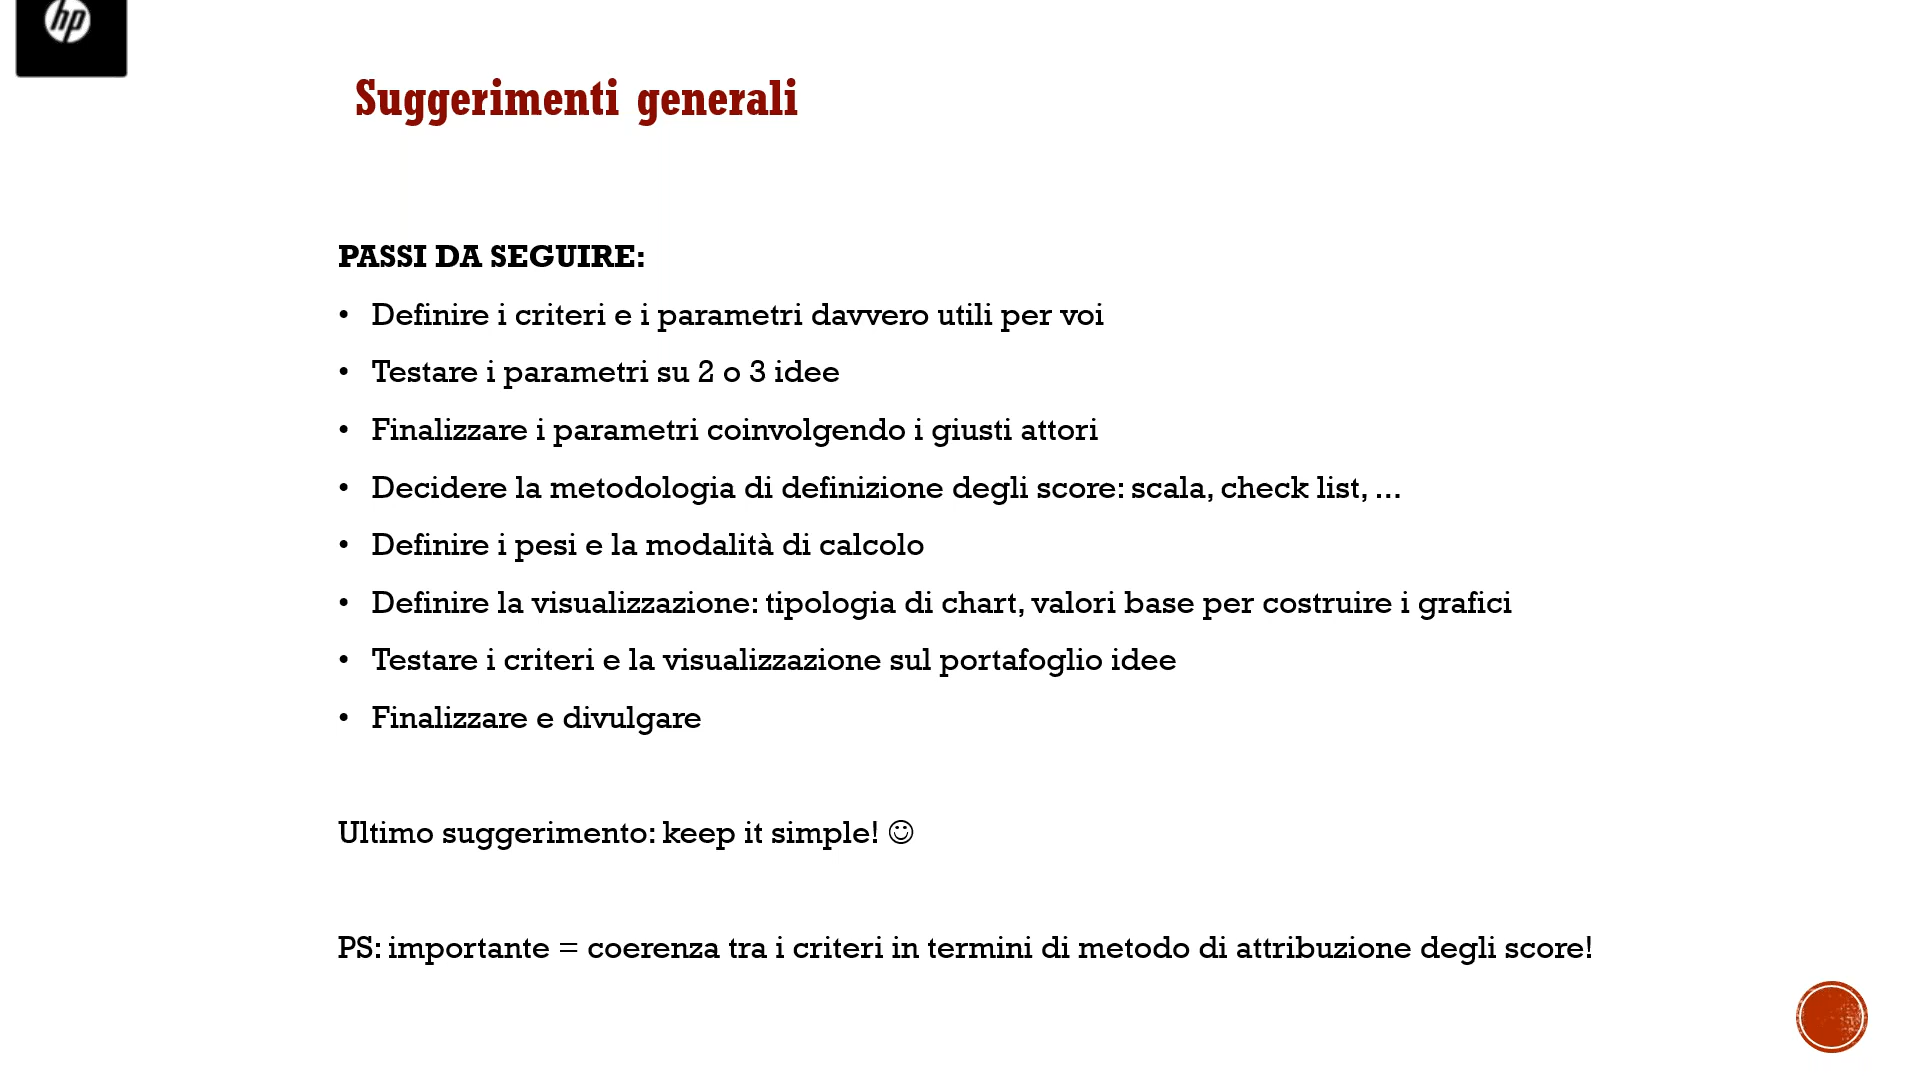 hp
Suggerimenti generali
PASSI DA SEGUIRE:
• Definire i criteri e i parametri davvero utili per voi
• Testare i parametri su 2 o 3 idee
• Finalizzare i parametri coinvolgendo i giusti attori
• Decidere la metodologia di definizione degli score: scala, check list, ...
• Definire i pesi e la modalità di calcolo
• Definire la visualizzazione: tipologia di chart, valori base per costruire i grafici
• Testare i criteri e la visualizzazione sul portafoglio idee
• Finalizzare e divulgare
Ultimo suggerimento: keep it simple! ☺
PS: importante = coerenza tra i criteri in termini di metodo di attribuzione degli score!